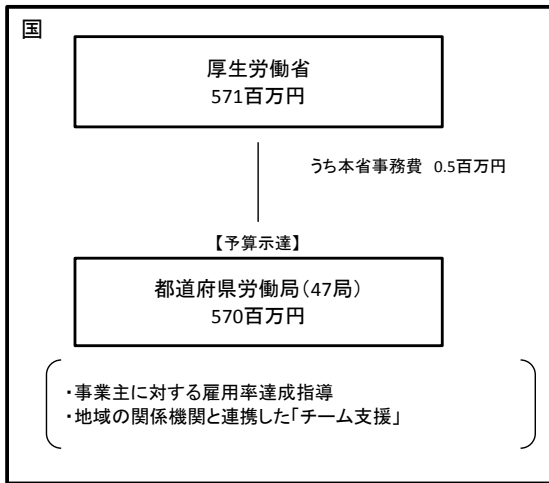 国
厚生労働省
571百万円
うち本省事務費 0.5百万円
【予算示達】
都道府県労働局（47局）
570百万円
・事業主に対する雇用率達成指導
・地域の関係機関と連携した「チーム支援」